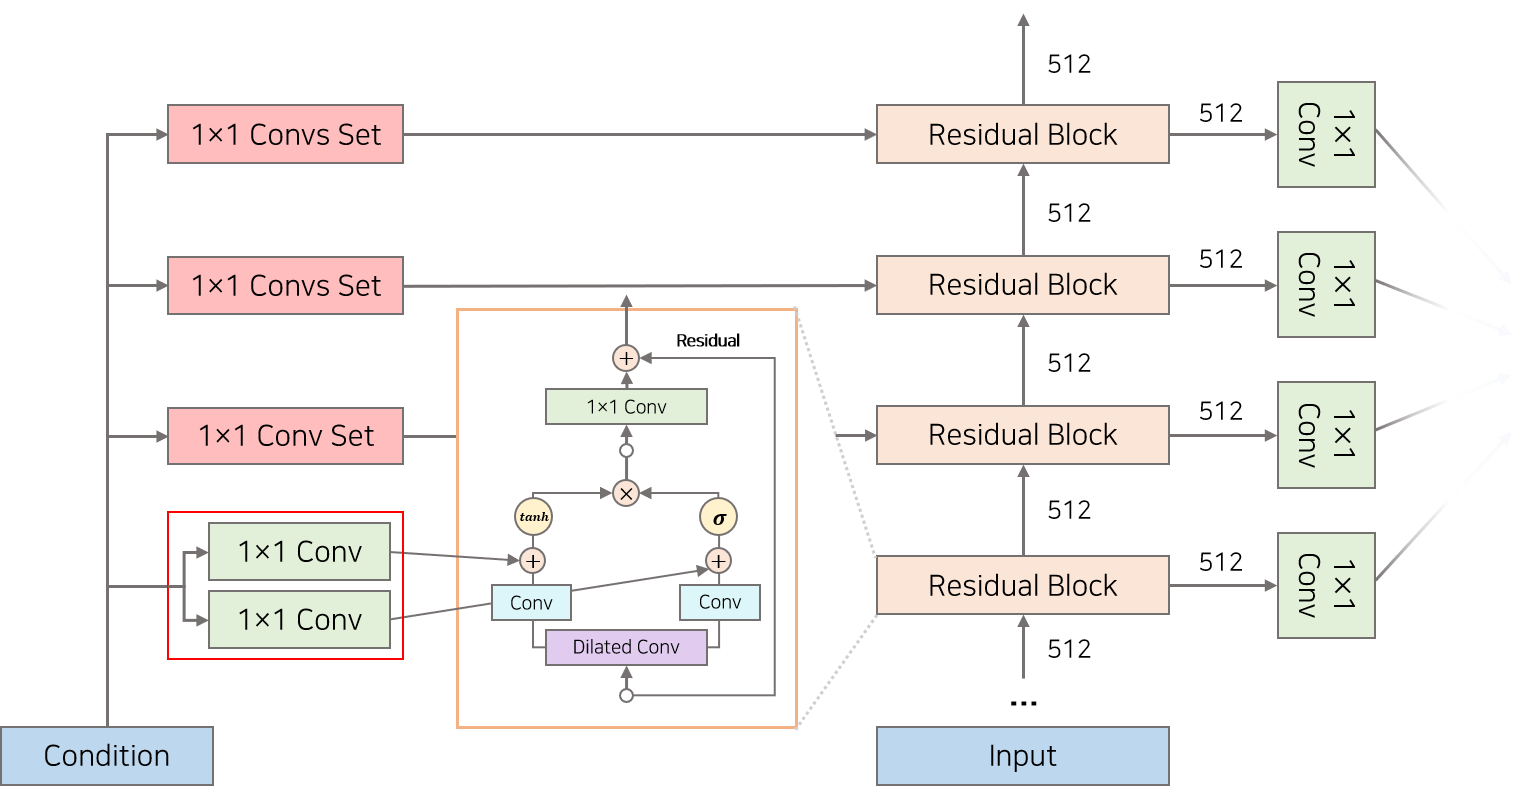 512
1×1 Convs Set
Residual Block
512
1×1
Conv
512
1×1 Convs Set
Residual Block
512
1×1
Conv
Residual
+
512
1×1 Conv
1×1 Conv Set
Residual Block
512
1×1
Conv
×
tanh
σ
512
1×1 Conv
+
+
1×1 Conv
Conv
Conv
Dilated Conv
Residual Block
512
1×1
Conv
512
...
Condition
Input